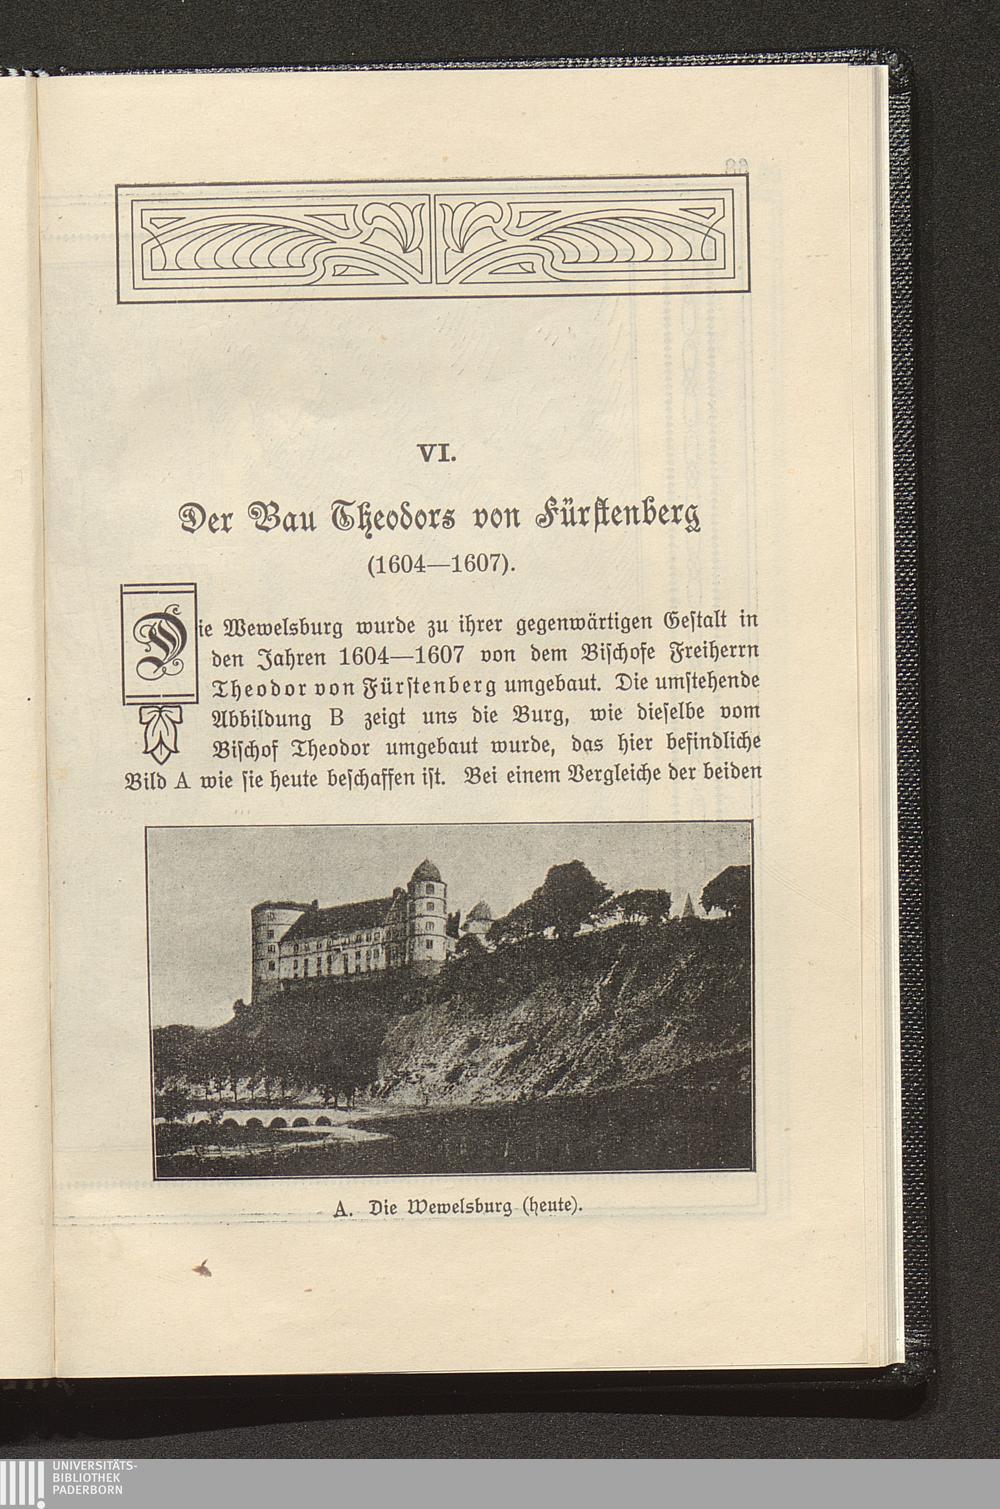 VI.
Der Bau Theodors von Fürstenberg
(1604—1607).
Die Wewelsburg wurde zu ihrer gegenwärtigen Gestalt in
den Jahren 1604—1607 von dem Bischofe Freiherrn
Theodor von Fürstenberg umgebaut. Die umstehende
Abbildung B zeigt uns die Burg, wie dieselbe vom
Bischof Theodor umgebaut wurde, das hier befindliche
Bild A wie sie heute beschaffen ist. Bei einem Vergleiche der beiden
A. Die Wewelsburg (heute).
UNIVERSITÄTS-
BIBLIOTHEK
PADERBORN